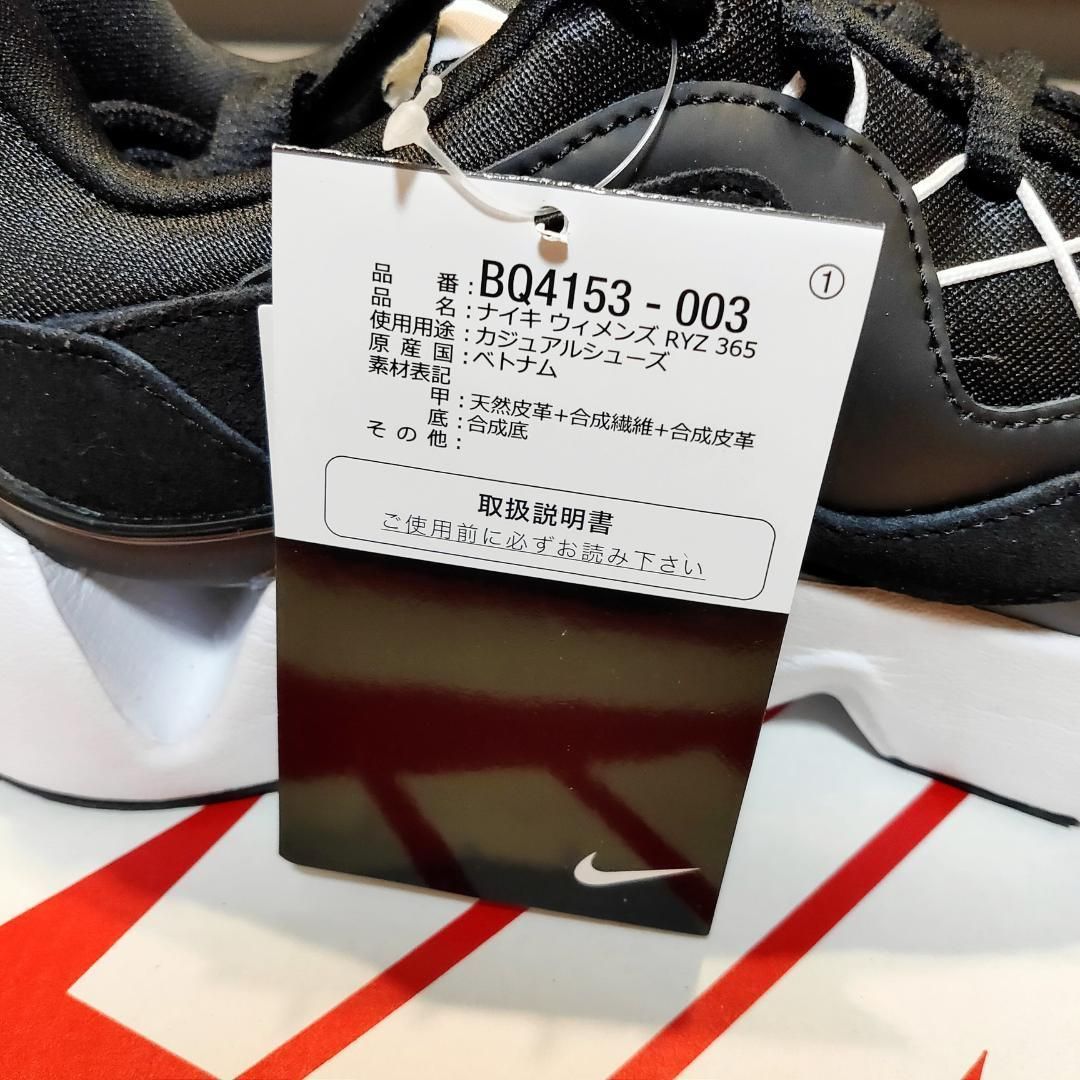 ①
品番：BQ4153 - 003
品名：ナイキ ウィメンズ RYZ 365
使用用途：カジュアルシューズ
原産国：ベトナム
素材表記
甲：天然皮革+合成繊維+合成皮革
底：合成底
その他：
取扱説明書
ご使用前に必ずお読み下さい